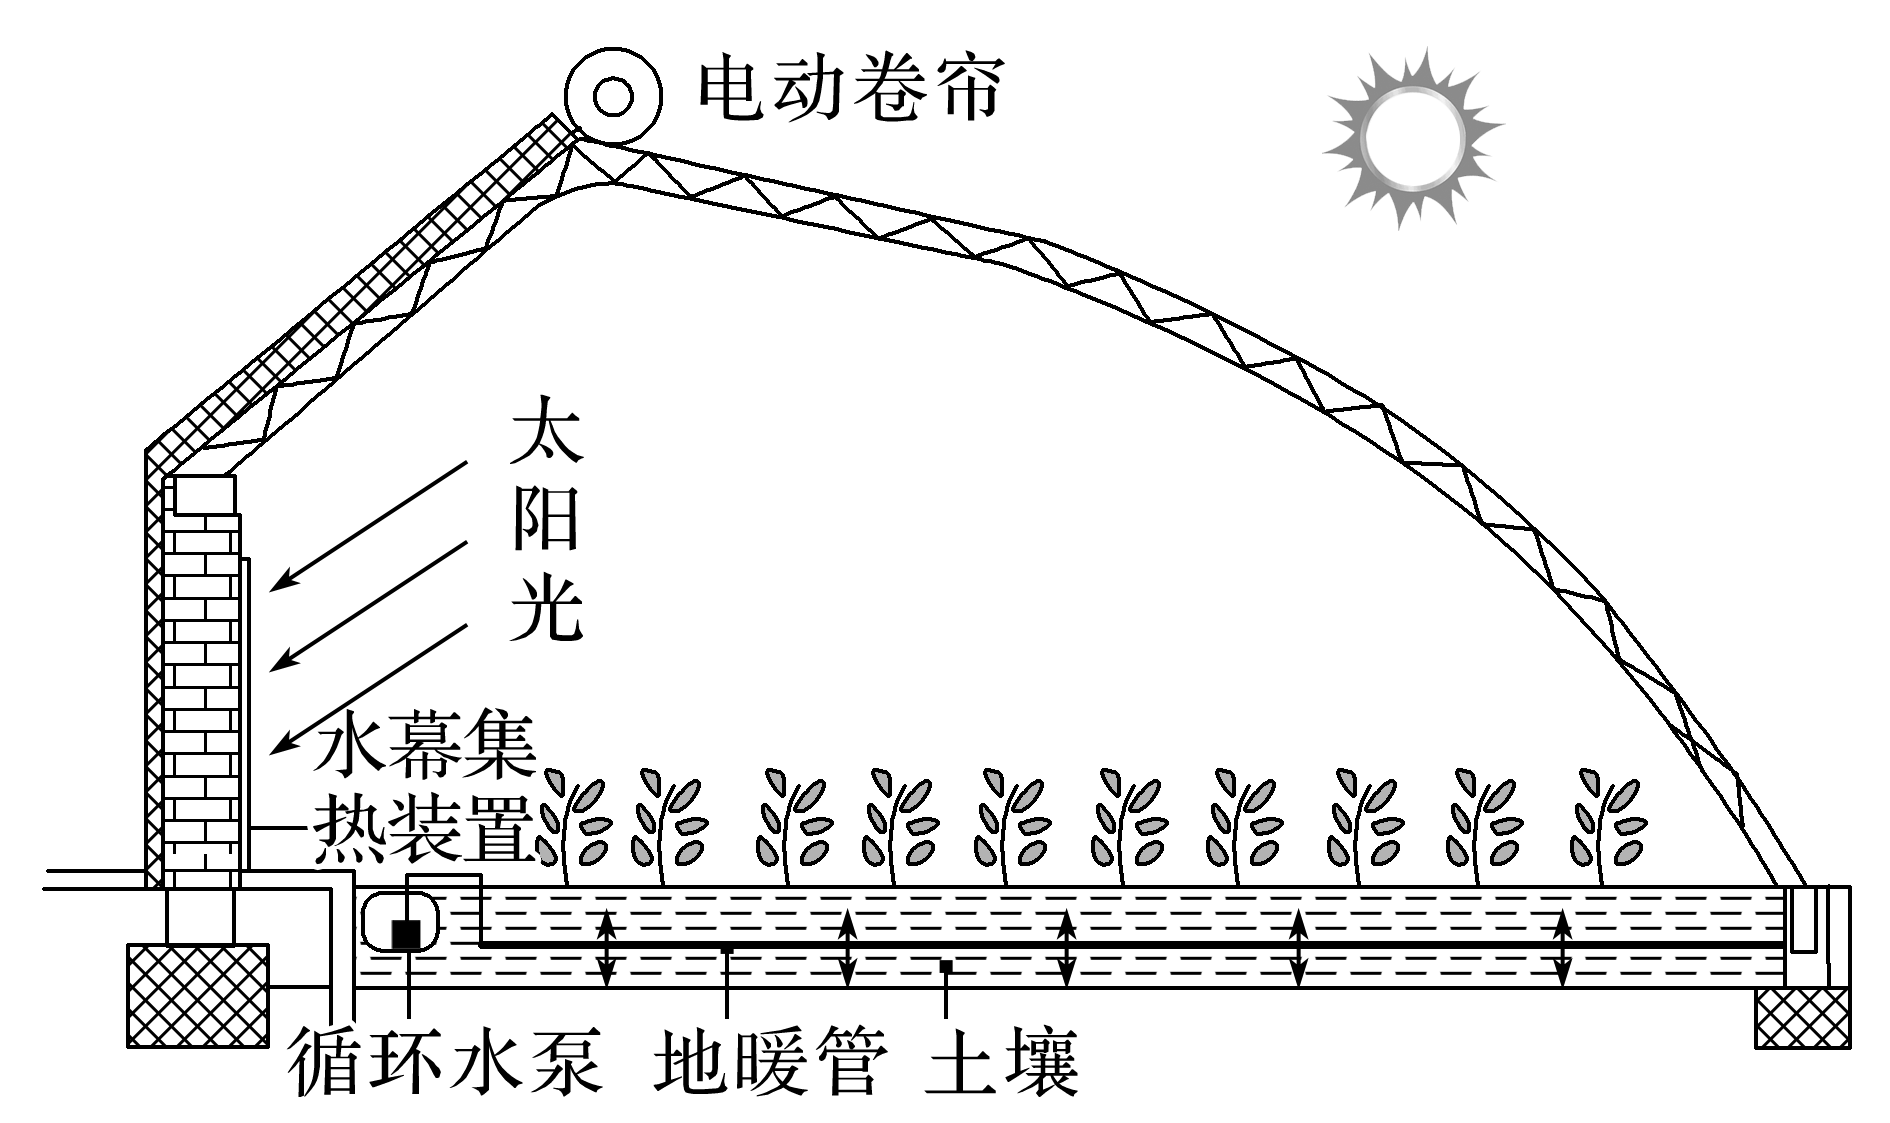 电动卷帘
太
阳
光
水幕集
热装置
循环水泵
地暖管
土壤